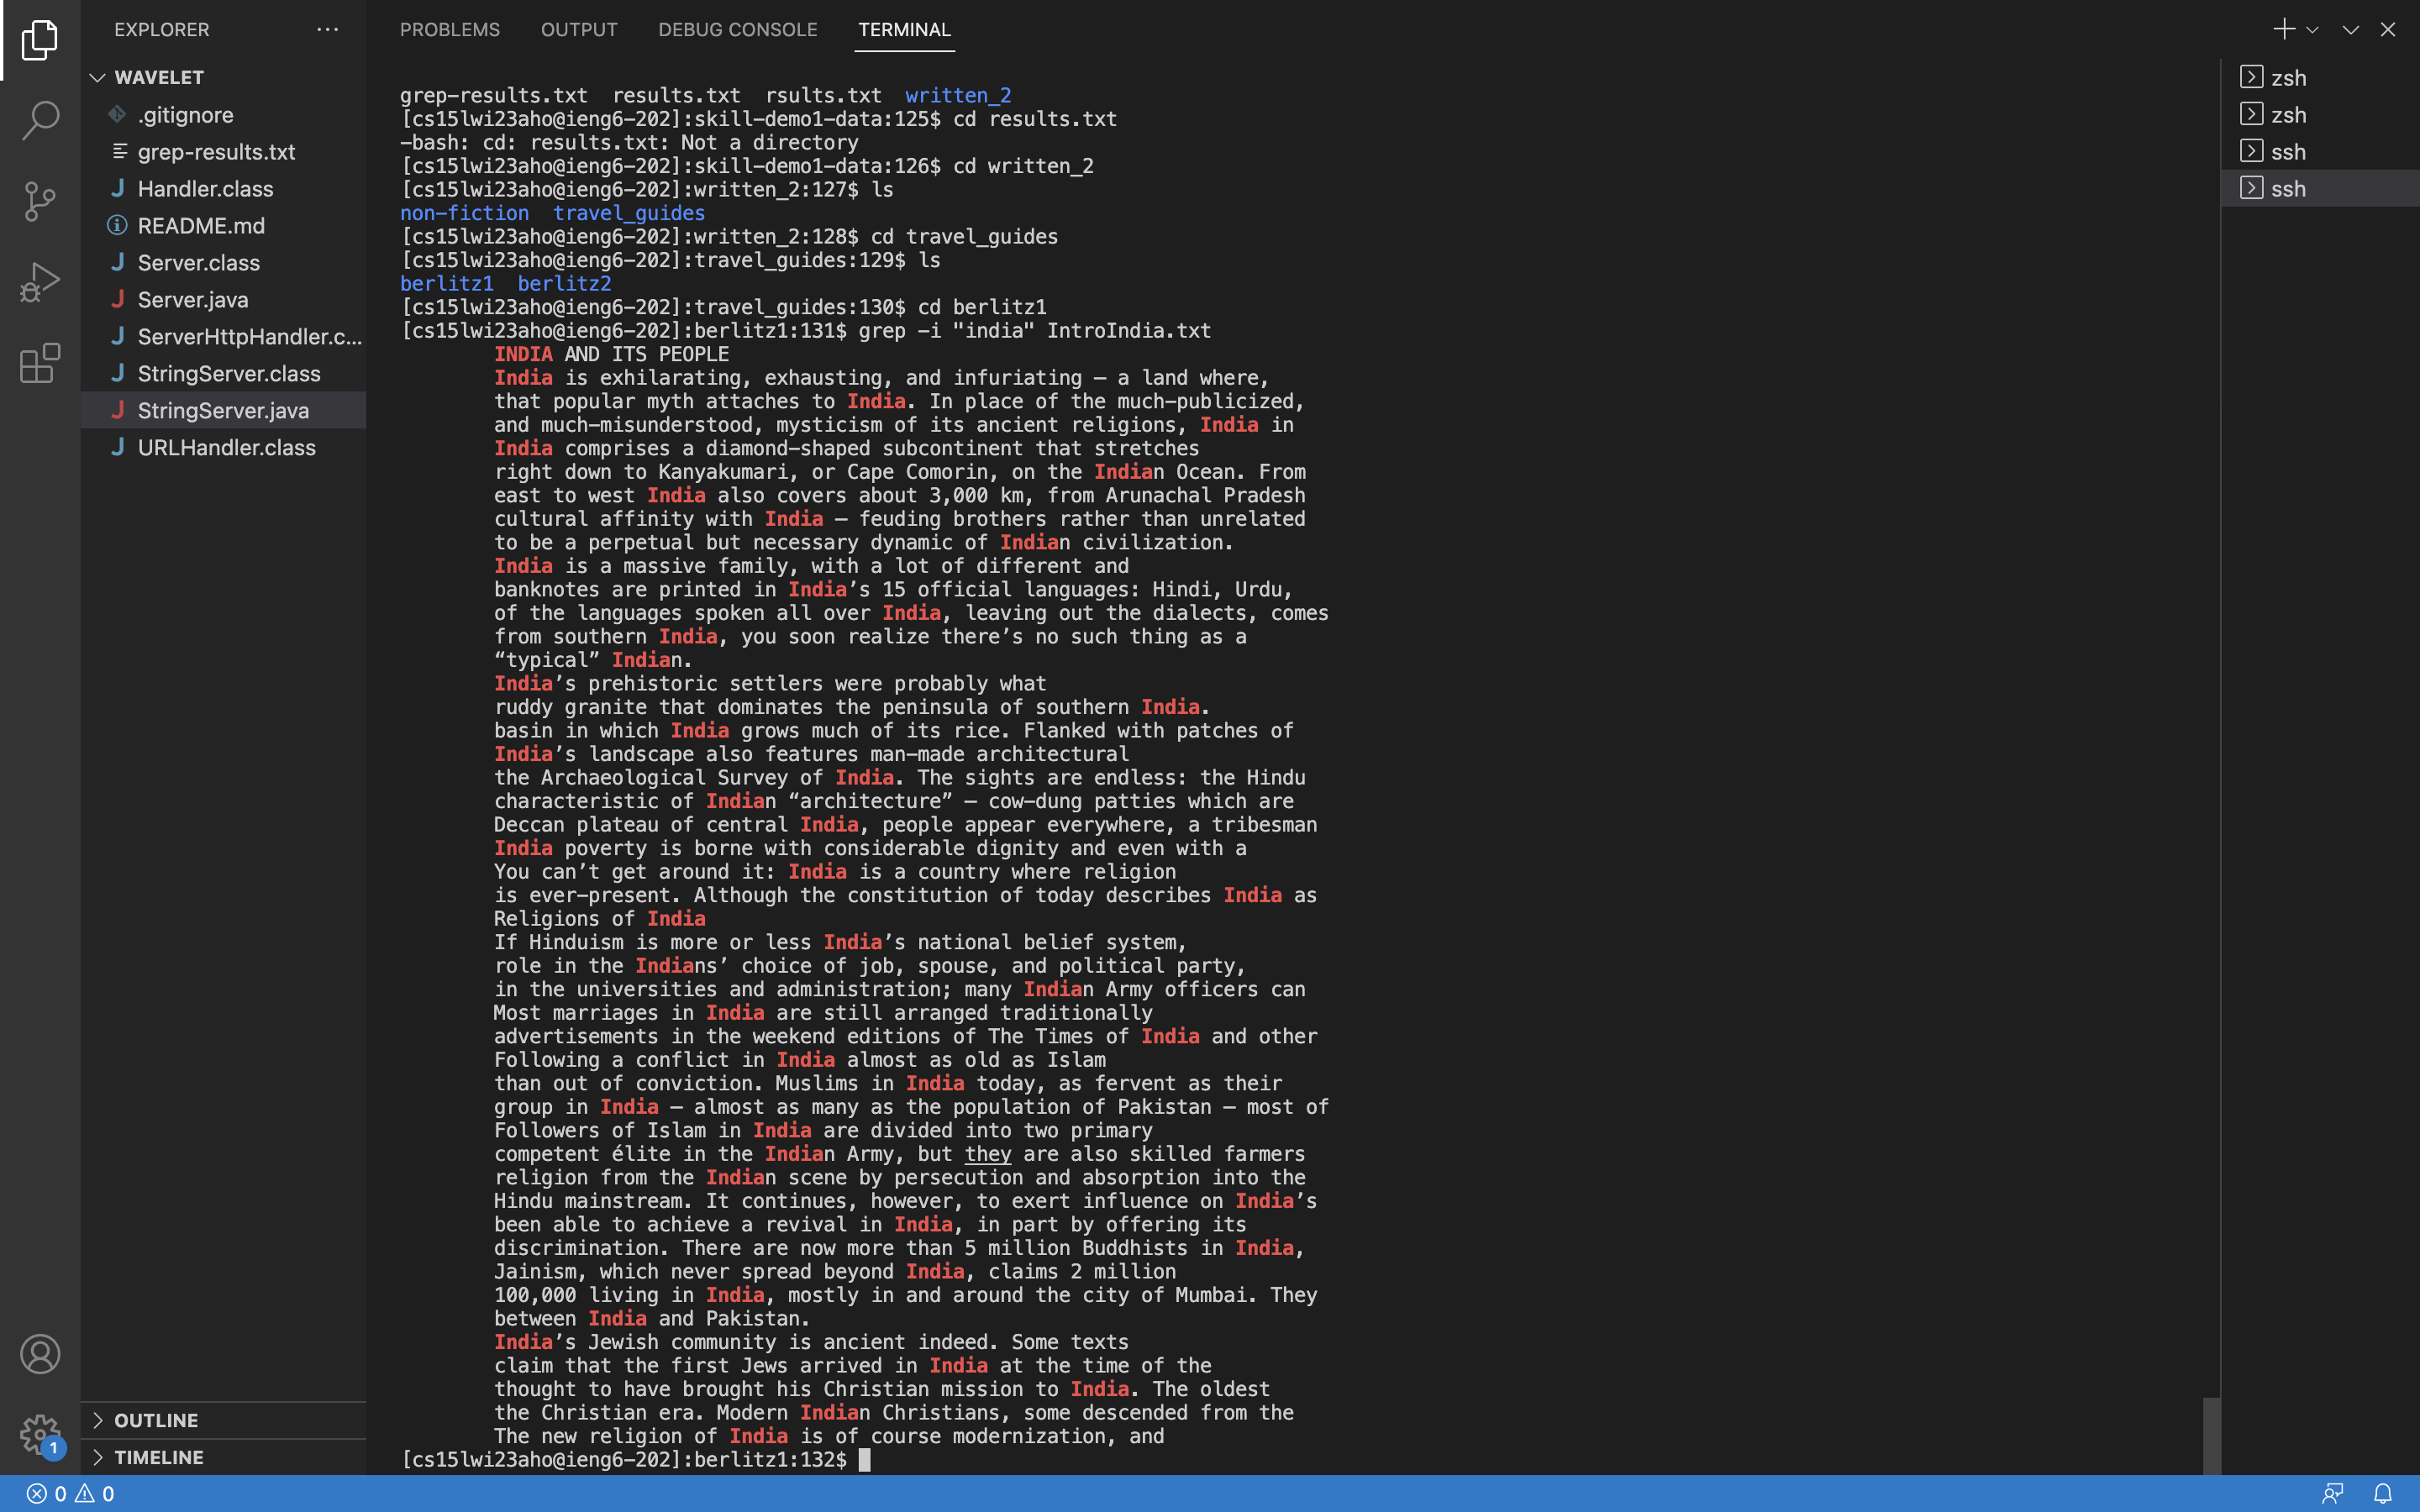 EXPLORER
WAVELET
.gitignore
grep-results.txt
Handler.class
README.md
Server.class
Server.java
ServerHttpHandler.c...
StringServer.class
StringServer.java
URLHandler.class
OUTLINE
TIMELINE
PROBLEMS OUTPUT DEBUG CONSOLE TERMINAL
grep-results.txt  results.txt  rsults.txt  written_2
[cs15lwi23aho@ieng6-202]:skill-demo1-data:125$ cd results.txt
-bash: cd: results.txt: Not a directory
[cs15lwi23aho@ieng6-202]:skill-demo1-data:126$ cd written_2
[cs15lwi23aho@ieng6-202]:written_2:127$ ls
non-fiction  travel_guides
[cs15lwi23aho@ieng6-202]:written_2:128$ cd travel_guides
[cs15lwi23aho@ieng6-202]:travel_guides:129$ ls
berlitz1  berlitz2
[cs15lwi23aho@ieng6-202]:travel_guides:130$ cd berlitz1
[cs15lwi23aho@ieng6-202]:berlitz1:131$ grep -i "india" IntroIndia.txt
INDIA AND ITS PEOPLE
India is exhilarating, exhausting, and infuriating — a land where,
that popular myth attaches to India. In place of the much-publicized,
and much-misunderstood, mysticism of its ancient religions, India in
India comprises a diamond-shaped subcontinent that stretches
right down to Kanyakumari, or Cape Comorin, on the Indian Ocean. From
east to west India also covers about 3,000 km, from Arunachal Pradesh
cultural affinity with India — feuding brothers rather than unrelated
to be a perpetual but necessary dynamic of Indian civilization.
India is a massive family, with a lot of different and
banknotes are printed in India’s 15 official languages: Hindi, Urdu,
of the languages spoken all over India, leaving out the dialects, comes
from southern India, you soon realize there’s no such thing as a
“typical” Indian.
India’s prehistoric settlers were probably what
ruddy granite that dominates the peninsula of southern India.
basin in which India grows much of its rice. Flanked with patches of
India’s landscape also features man-made architectural
the Archaeological Survey of India. The sights are endless: the Hindu
characteristic of Indian “architecture” — cow-dung patties which are
Deccan plateau of central India, people appear everywhere, a tribesman
India poverty is borne with considerable dignity and even with a
You can’t get around it: India is a country where religion
is ever-present. Although the constitution of today describes India as
Religions of India
If Hinduism is more or less India’s national belief system,
role in the Indians’ choice of job, spouse, and political party,
in the universities and administration; many Indian Army officers can
Most marriages in India are still arranged traditionally
advertisements in the weekend editions of The Times of India and other
Following a conflict in India almost as old as Islam
than out of conviction. Muslims in India today, as fervent as their
group in India — almost as many as the population of Pakistan — most of
Followers of Islam in India are divided into two primary
competent élite in the Indian Army, but they are also skilled farmers
religion from the Indian scene by persecution and absorption into the
Hindu mainstream. It continues, however, to exert influence on India’s
been able to achieve a revival in India, in part by offering its
discrimination. There are now more than 5 million Buddhists in India,
Jainism, which never spread beyond India, claims 2 million
100,000 living in India, mostly in and around the city of Mumbai. They
between India and Pakistan.
India’s Jewish community is ancient indeed. Some texts
claim that the first Jews arrived in India at the time of the
thought to have brought his Christian mission to India. The oldest
the Christian era. Modern Indian Christians, some descended from the
The new religion of India is of course modernization, and
[cs15lwi23aho@ieng6-202]:berlitz1:132$
zsh
zsh
ssh
ssh
1
0 0